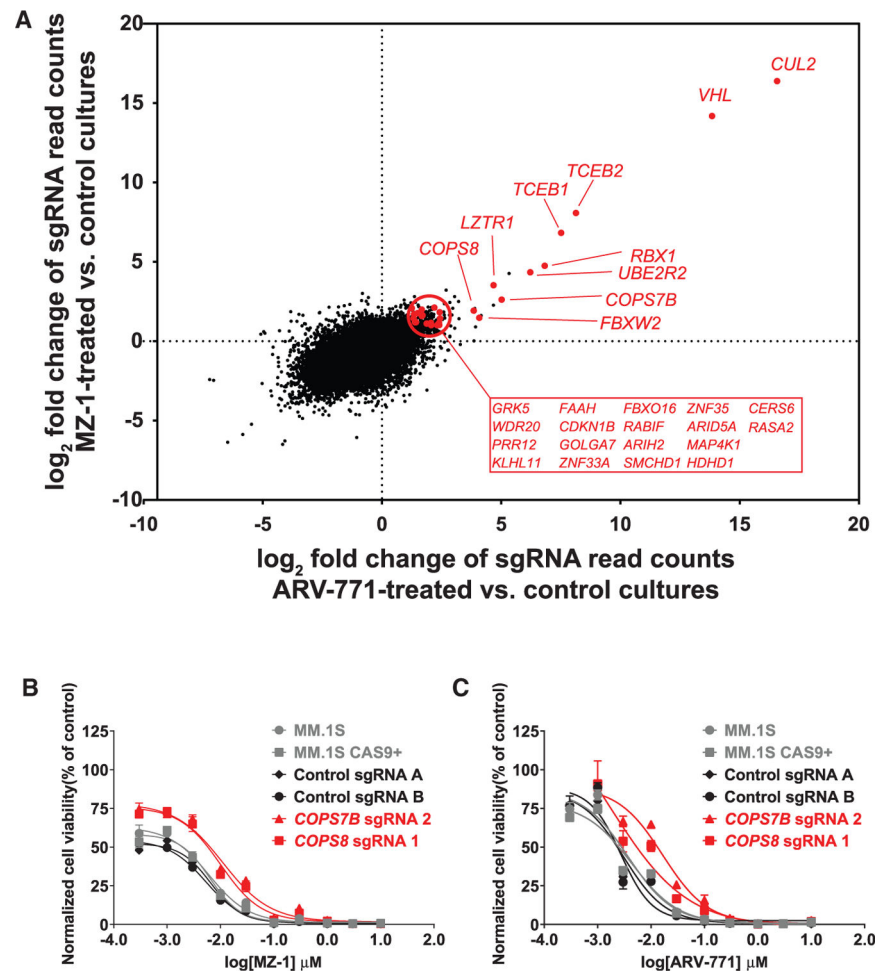 A
log2 fold change of sgRNA read counts
MZ-1-treated vs. control cultures
20
15
10
5
0
-5
-10
CUL2
VHL
TCEB2
TCEB1
LZTR1
COPS8
RBX1
UBE2R2
COPS7B
FBXW2
GRK5 FAAH FBXO16 ZNF35 CERS6
WDR20 CDKN1B RABIF ARID5A RASA2
PRR12 GOLGA7 ARIH2 MAP4K1
KLHL11 ZNF33A SMCHD1 HDHD1
-10 -5 0 5 10 15 20
log2 fold change of sgRNA read counts
ARV-771-treated vs. control cultures
B
Normalized cell viability(% of control)
125
100
75
50
25
0
MM.1S
MM.1S CAS9+
Control sgRNA A
Control sgRNA B
COPS7B sgRNA 2
COPS8 sgRNA 1
-4.0 -3.0 -2.0 -1.0 0.0 1.0 2.0
log[MZ-1] μM
C
Normalized cell viability(% of control)
125
100
75
50
25
0
MM.1S
MM.1S CAS9+
Control sgRNA A
Control sgRNA B
COPS7B sgRNA 2
COPS8 sgRNA 1
-4.0 -3.0 -2.0 -1.0 0.0 1.0 2.0
log[ARV-771] μM